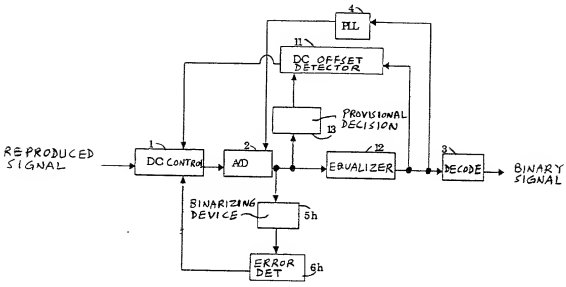 4
PLL
11
DC OFFSET
DETECTOR
PROVISIONAL
DECISION
13
REPRODUCED
SIGNAL
1
DC CONTROL
2
A/D
12
EQUALIZER
3
DECODE
BINARY
SIGNAL
BINARIZING
DEVICE
5h
ERROR
DET
6h